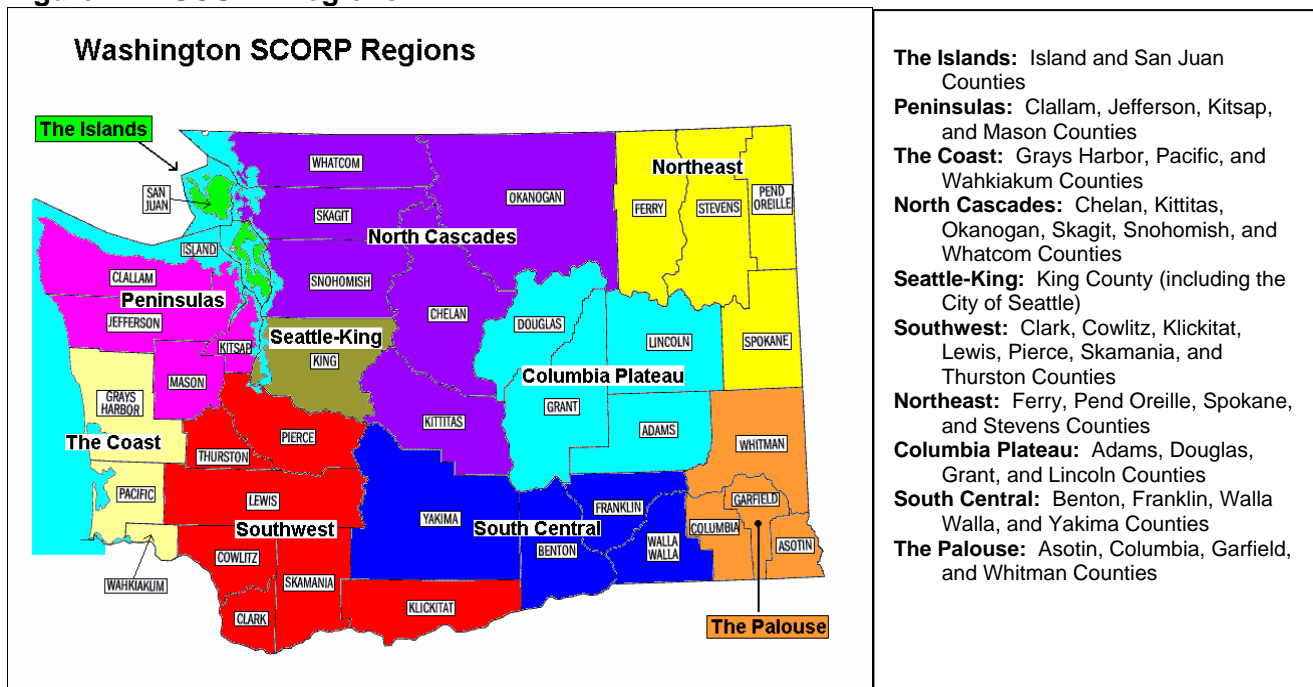 Washington SCORP Regions
The Islands
WHATCOM
SAN
JUAN
SKAGIT
ISLAND
OKANOGAN
North Cascades
SNOHOMISH
CHELAN
Northeast
FERRY
STEVENS
PEND
OREILLE
CLALLAM
Peninsulas
JEFFERSON
KITSAP
MASON
Seattle-King
KING
DOUGLAS
LINCOLN
SPOKANE
Columbia Plateau
GRANT
ADAMS
KITTITAS
GRAYS
HARBOR
The Coast
PACIFIC
WAHKIAKUM
THURSTON
PIERCE
LEWIS
Southwest
COWLITZ
SKAMANIA
CLARK
KLICKITAT
YAKIMA
South Central
FRANKLIN
BENTON
WALLA
WALLA
WHITMAN
GARFIELD
COLUMBIA
ASOTIN
The Palouse
The Islands: Island and San Juan
Counties
Peninsulas: Clallam, Jefferson, Kitsap,
and Mason Counties
The Coast: Grays Harbor, Pacific, and
Wahkiakum Counties
North Cascades: Chelan, Kittitas,
Okanogan, Skagit, Snohomish, and
Whatcom Counties
Seattle-King: King County (including the
City of Seattle)
Southwest: Clark, Cowlitz, Klickitat,
Lewis, Pierce, Skamania, and
Thurston Counties
Northeast: Ferry, Pend Oreille, Spokane,
and Stevens Counties
Columbia Plateau: Adams, Douglas,
Grant, and Lincoln Counties
South Central: Benton, Franklin, Walla
Walla, and Yakima Counties
The Palouse: Asotin, Columbia, Garfield,
and Whitman Counties